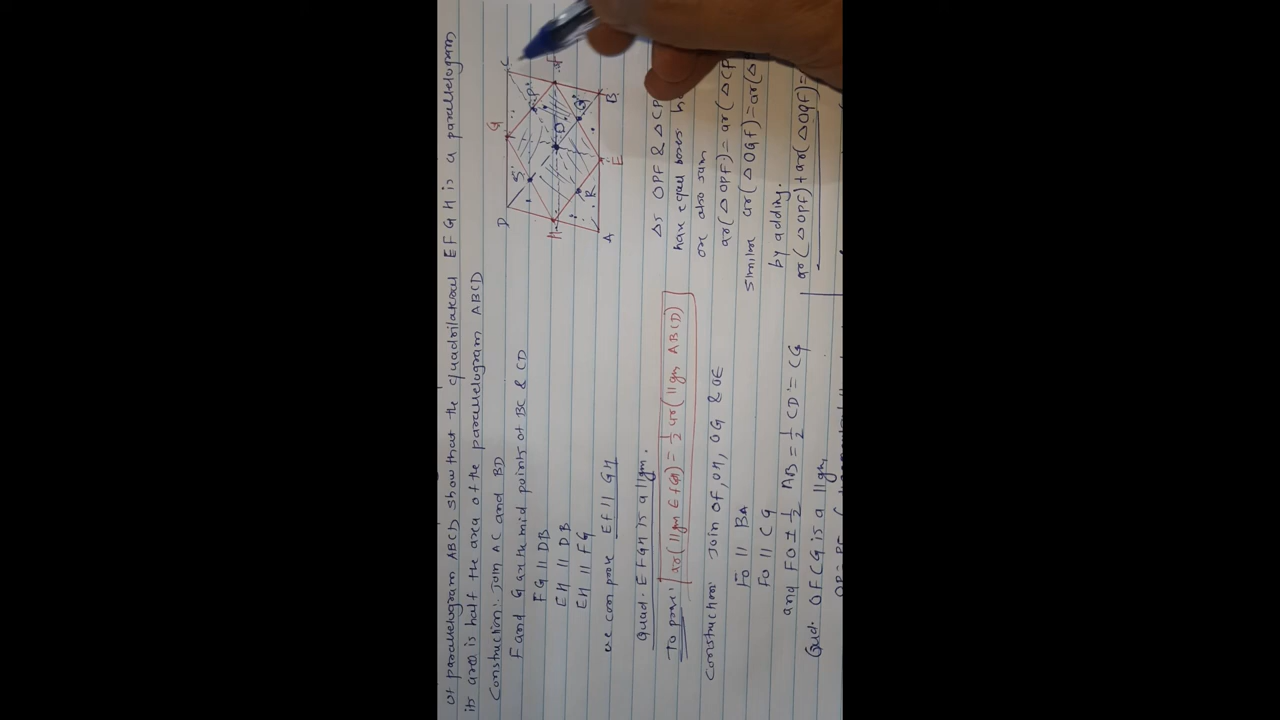 of parallelogram ABCD show that the quadrilateral EFGH is a parallelogram
its area is half the area of the parallelogram ABCD
Construction: Join AC and BD
F and G are the mid points of BC & CD
FG || DB
EH || DB
EH || FG
we can prove EF || GH
Quad. EFGH is a ||gm.
To prove: ar(||gm EFGH) = 1/2 ar(||gm ABCD)
Construction: Join OF, OH, OG & OE
FO || BA
FO || CG
and FO = 1/2 AB = 1/2 CD = CG
Quad. OFCG is a ||gm
OP = PC
D
G
C
S
P
H
O
F
R
Q
A
E
B
Δs OPF & ΔCP
have equal bases
are also sum
ar(ΔOPF) = ar(ΔCP
similar ar(ΔOQF) = ar(Δ
by adding.
ar(ΔOPF) + ar(ΔOQF) =